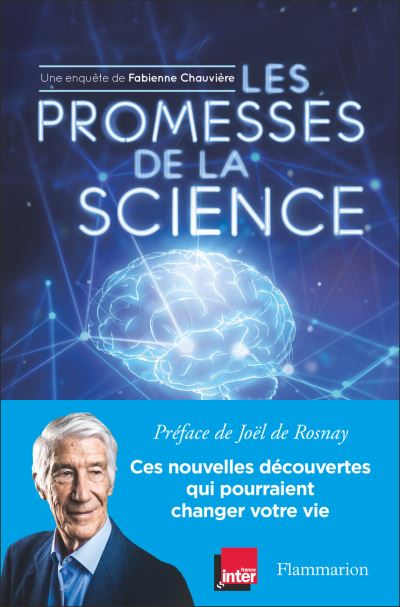 Une enquête de Fabienne Chauvière
LES
PROMESSES
DE LA
SCIENCE
Préface de Joël de Rosnay
Ces nouvelles découvertes
qui pourraient
changer votre vie
france
inter
Flammarion